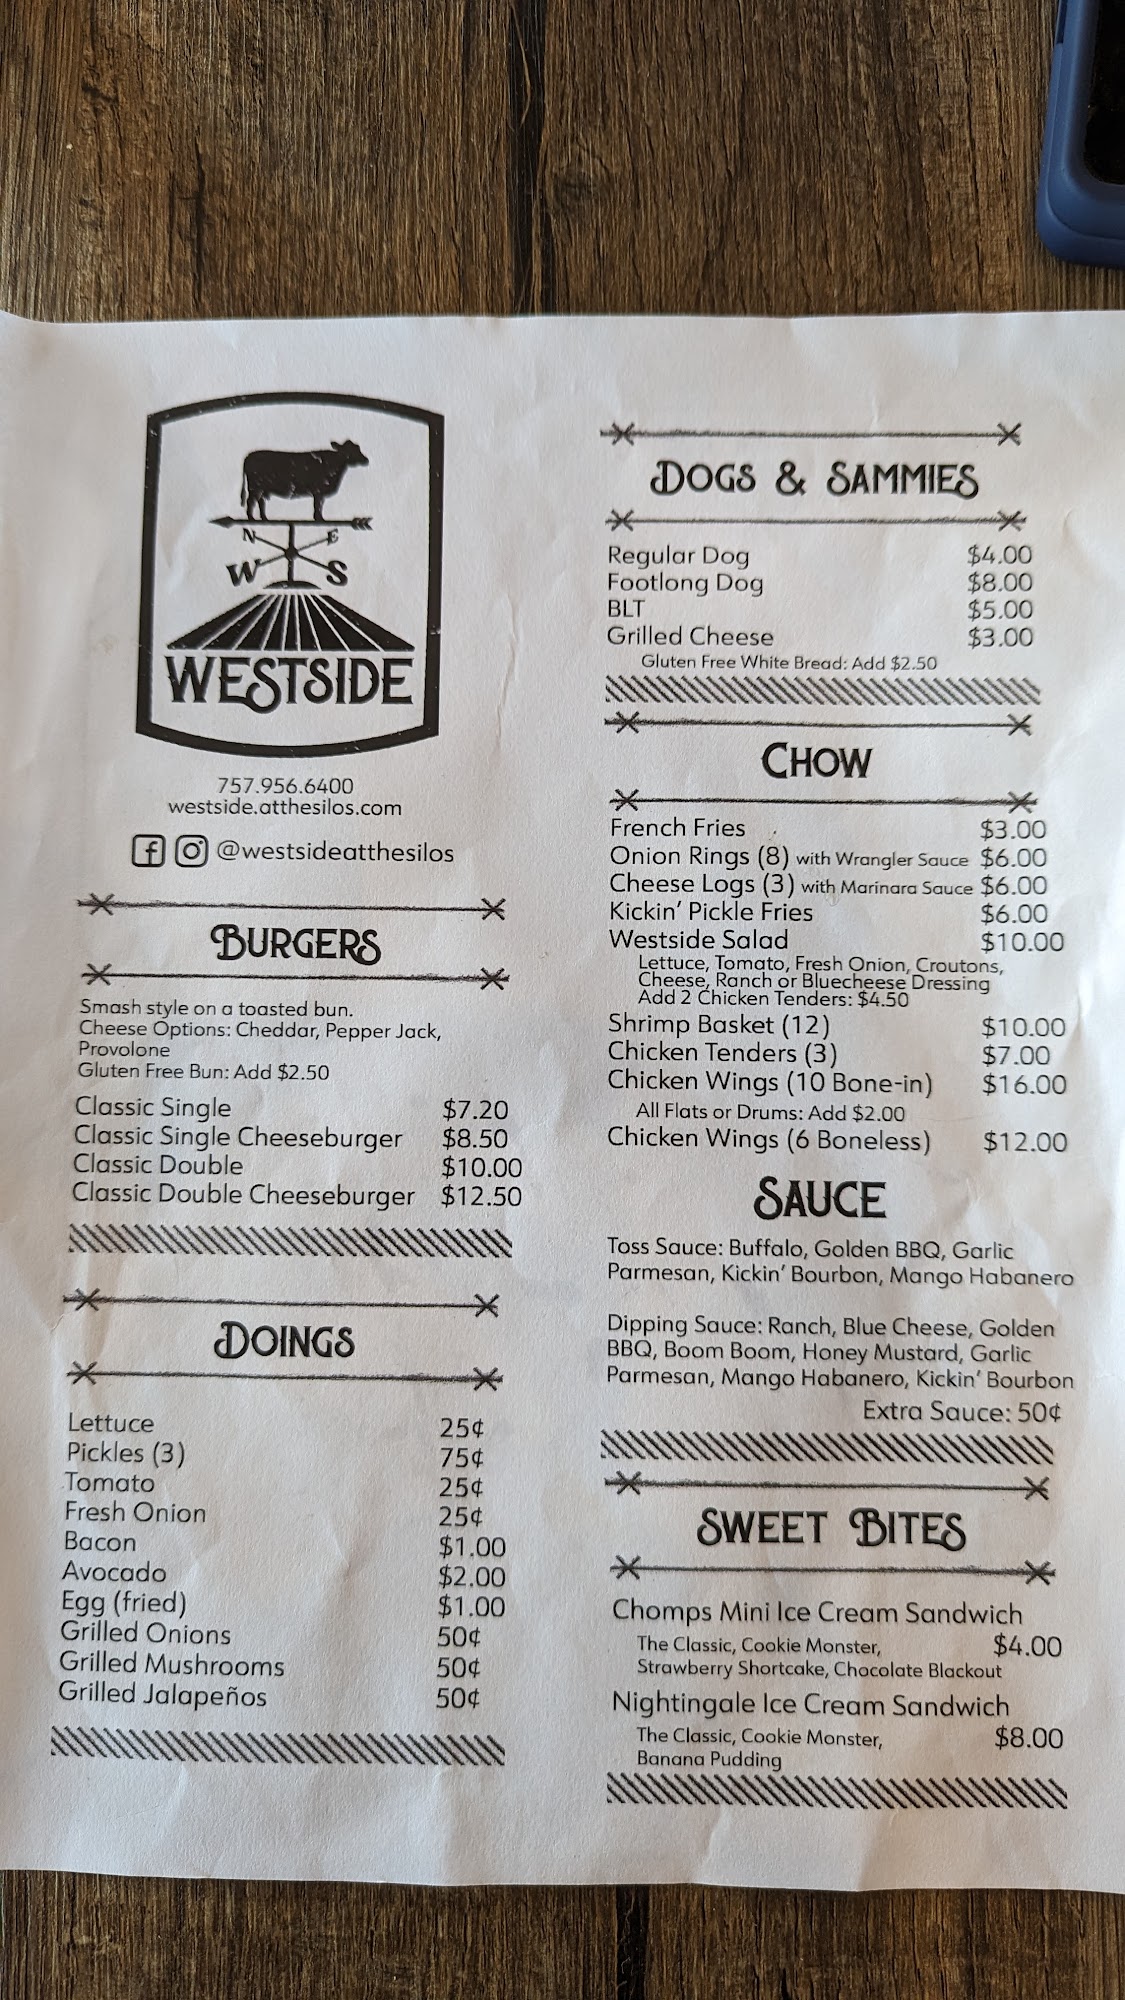 N E
W S
WESTSIDE
757.956.6400
westside.atthesilos.com
@westsideatthesilos
BURGERS
Smash style on a toasted bun.
Cheese Options: Cheddar, Pepper Jack,
Provolone
Gluten Free Bun: Add $2.50
Classic Single $7.20
Classic Single Cheeseburger $8.50
Classic Double $10.00
Classic Double Cheeseburger $12.50
DOINGS
Lettuce 25¢
Pickles (3) 75¢
Tomato 25¢
Fresh Onion 25¢
Bacon $1.00
Avocado $2.00
Egg (fried) $1.00
Grilled Onions 50¢
Grilled Mushrooms 50¢
Grilled Jalapeños 50¢
DOGS & SAMMIES
Regular Dog $4.00
Footlong Dog $8.00
BLT $5.00
Grilled Cheese $3.00
Gluten Free White Bread: Add $2.50
CHOW
French Fries $3.00
Onion Rings (8) with Wrangler Sauce $6.00
Cheese Logs (3) with Marinara Sauce $6.00
Kickin' Pickle Fries $6.00
Westside Salad $10.00
Lettuce, Tomato, Fresh Onion, Croutons,
Cheese, Ranch or Bluecheese Dressing
Add 2 Chicken Tenders: $4.50
Shrimp Basket (12) $10.00
Chicken Tenders (3) $7.00
Chicken Wings (10 Bone-in) $16.00
All Flats or Drums: Add $2.00
Chicken Wings (6 Boneless) $12.00
SAUCE
Toss Sauce: Buffalo, Golden BBQ, Garlic
Parmesan, Kickin' Bourbon, Mango Habanero
Dipping Sauce: Ranch, Blue Cheese, Golden
BBQ, Boom Boom, Honey Mustard, Garlic
Parmesan, Mango Habanero, Kickin' Bourbon
Extra Sauce: 50¢
SWEET BITES
Chomps Mini Ice Cream Sandwich
The Classic, Cookie Monster, $4.00
Strawberry Shortcake, Chocolate Blackout
Nightingale Ice Cream Sandwich
The Classic, Cookie Monster, $8.00
Banana Pudding